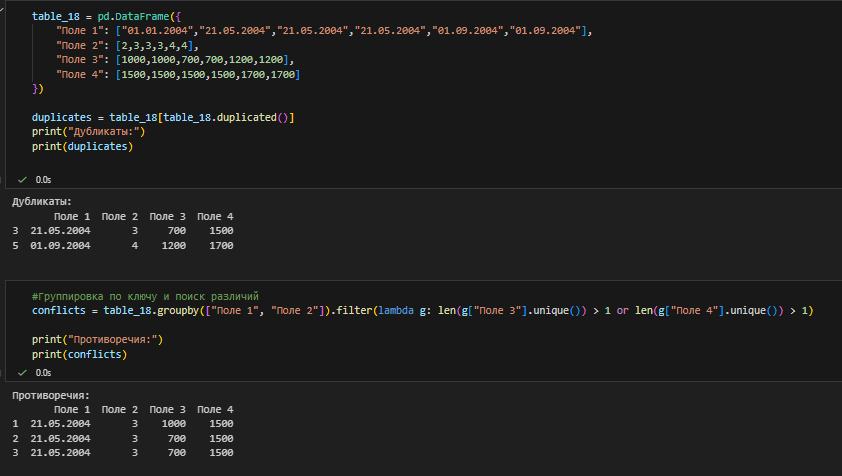 table_18 = pd.DataFrame({
"Поле 1": ["01.01.2004","21.05.2004","21.05.2004","21.05.2004","01.09.2004","01.09.2004"],
"Поле 2": [2,3,3,3,4,4],
"Поле 3": [1000,1000,700,700,1200,1200],
"Поле 4": [1500,1500,1500,1500,1700,1700]
})
duplicates = table_18[table_18.duplicated()]
print("Дубликаты:")
print(duplicates)
0.0s
Дубликаты:
Поле 1 Поле 2 Поле 3 Поле 4
3 21.05.2004 3 700 1500
5 01.09.2004 4 1200 1700
#Группировка по ключу и поиск различий
conflicts = table_18.groupby(["Поле 1", "Поле 2"]).filter(lambda g: len(g["Поле 3"].unique()) > 1 or len(g["Поле 4"].unique()) > 1)
print("Противоречия:")
print(conflicts)
0.0s
Противоречия:
Поле 1 Поле 2 Поле 3 Поле 4
1 21.05.2004 3 1000 1500
2 21.05.2004 3 700 1500
3 21.05.2004 3 700 1500